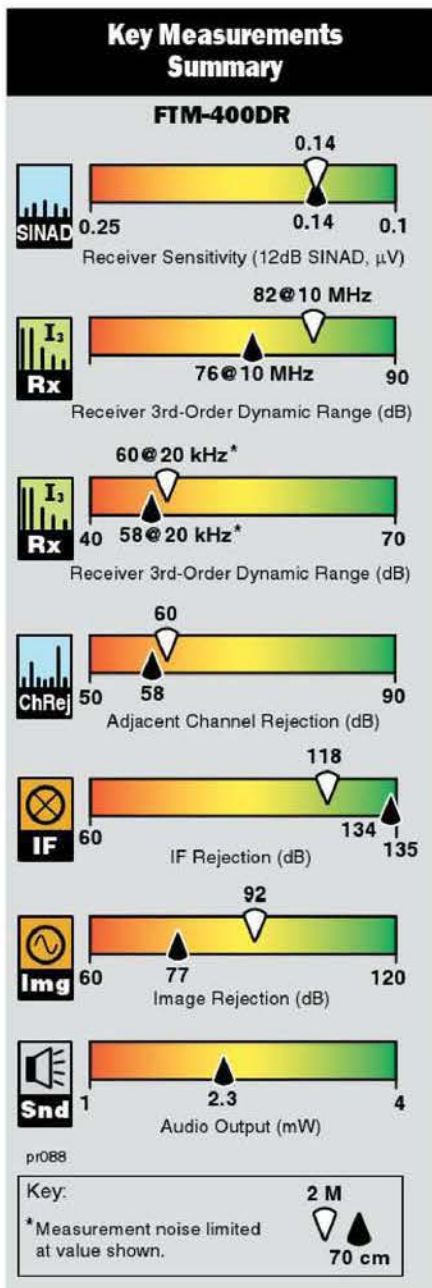 Key Measurements
Summary
FTM-400DR
0.14
SINAD
0.25 0.14 0.1
Receiver Sensitivity (12dB SINAD, µV)
82@10 MHz
I3
Rx
40 76@10 MHz 90
Receiver 3rd-Order Dynamic Range (dB)
60@20 kHz*
I3
Rx
40 58@20 kHz* 70
Receiver 3rd-Order Dynamic Range (dB)
60
ChRej
50 58 90
Adjacent Channel Rejection (dB)
118
IF
60 134 135
IF Rejection (dB)
92
Img
60 77 120
Image Rejection (dB)
Snd
1 2.3 4
Audio Output (mW)
pr088
Key:
2 M
*Measurement noise limited
at value shown.
70 cm